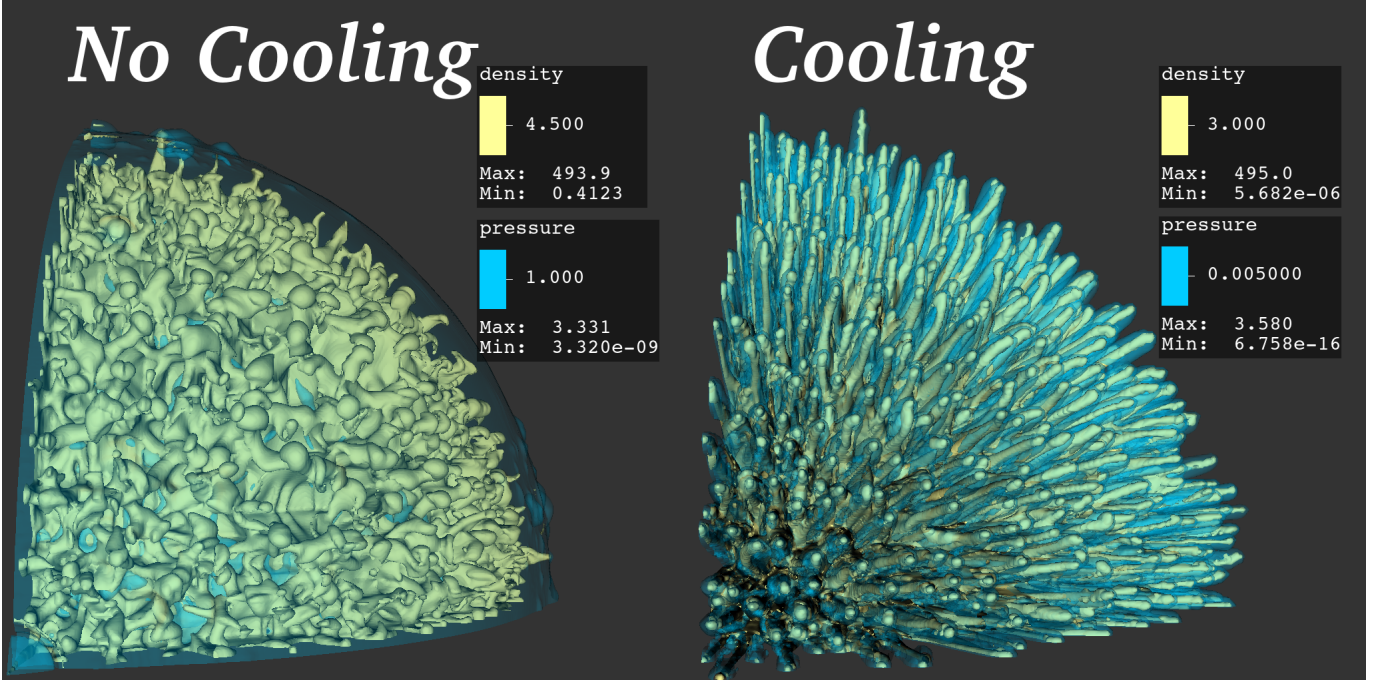 No Cooling
density
4.500
Max: 493.9
Min: 0.4123
pressure
1.000
Max: 3.331
Min: 3.320e-09
Cooling
density
3.000
Max: 495.0
Min: 5.682e-06
pressure
0.005000
Max: 3.580
Min: 6.758e-16